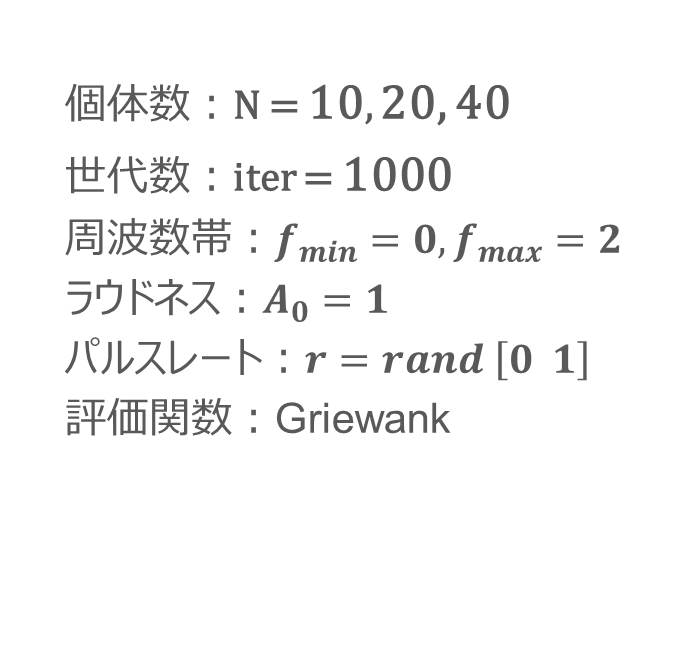 個体数：N = 10, 20, 40
世代数：iter = 1000
周波数帯：f_min = 0, f_max = 2
ラウドネス：A_0 = 1
パルスレート：r = rand [0 1]
評価関数：Griewank